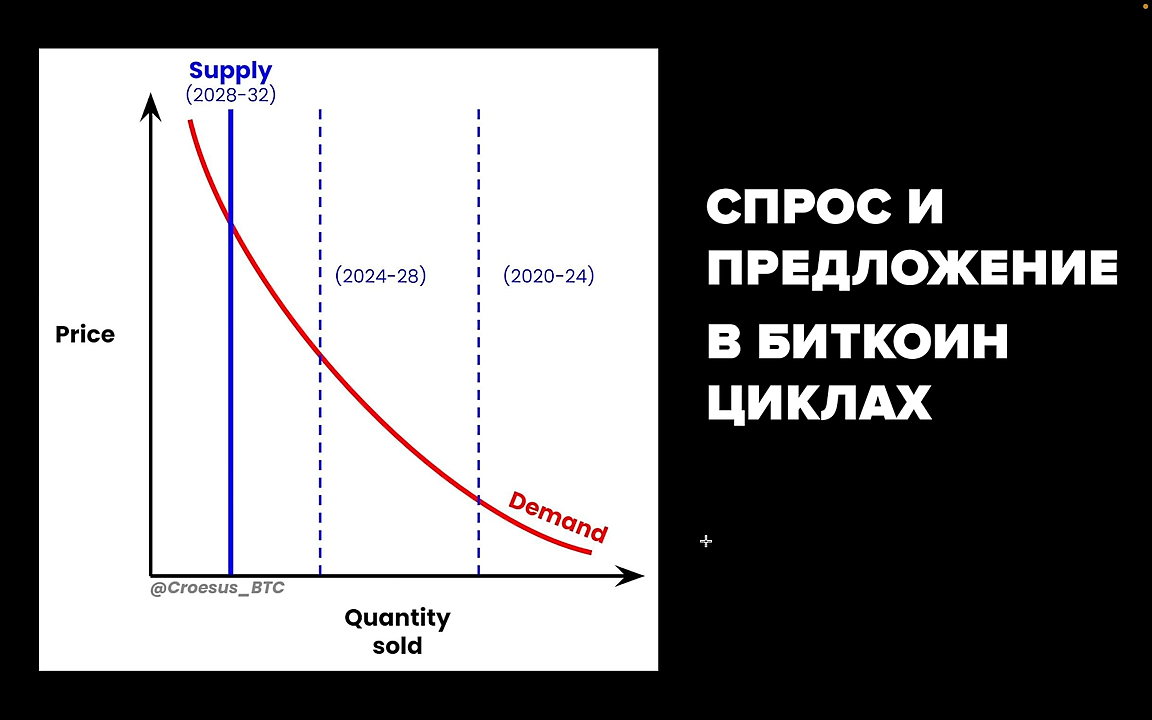 Supply
(2028-32)
(2024-28)
(2020-24)
Price
Demand
@Croesus_BTC
Quantity
sold
СПРОС И
ПРЕДЛОЖЕНИЕ
В БИТКОИН
ЦИКЛАХ